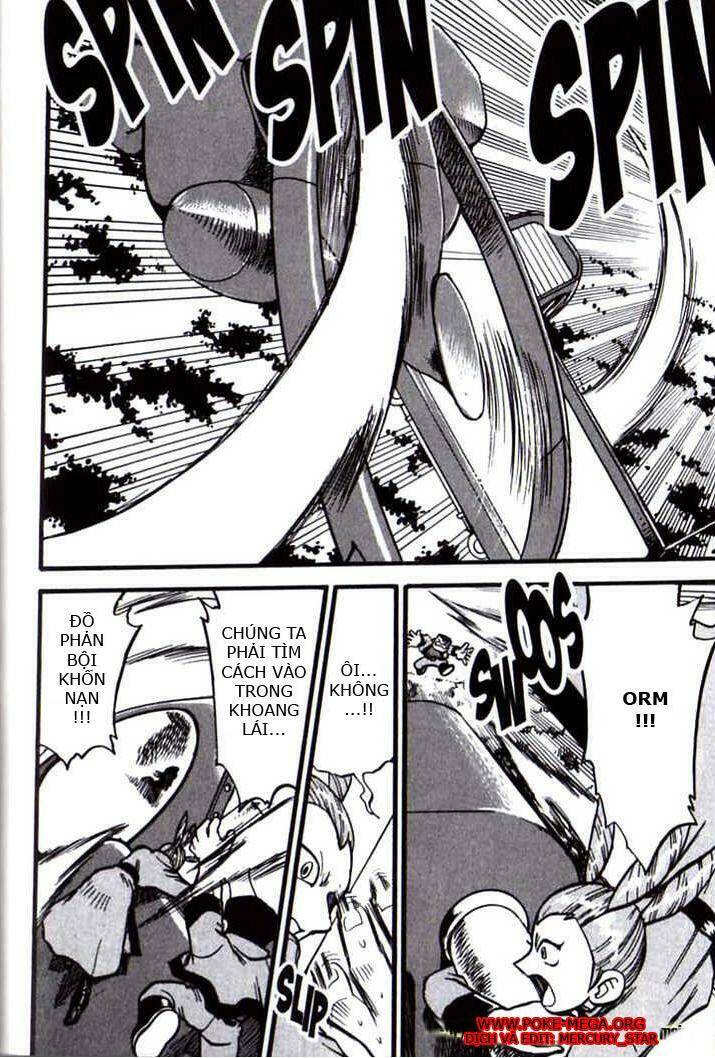 SPIN
SPIN
SPIN
SWOOS
ORM
!!!
ÔI...
KHÔNG
...!!
CHÚNG TA
PHẢI TÌM
CÁCH VÀO
TRONG
KHOANG
LÁI...
ĐỒ
PHẢN
BỘI
KHỐN
NẠN
!!!
SLIP
WWW.POKE-MEGA.ORG
DỊCH VÀ EDIT: MERCURY_STAR